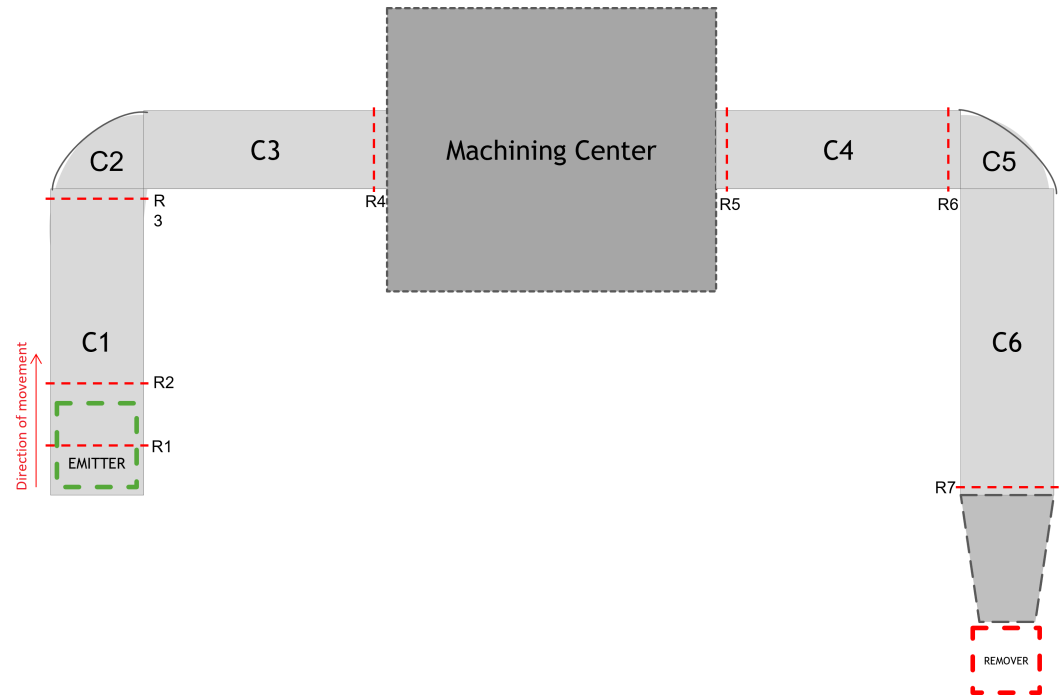 C2
C3
Machining Center
C4
C5
R
3
R4
R5
R6
C1
C6
Direction of movement
R2
R1
EMITTER
R7
REMOVER